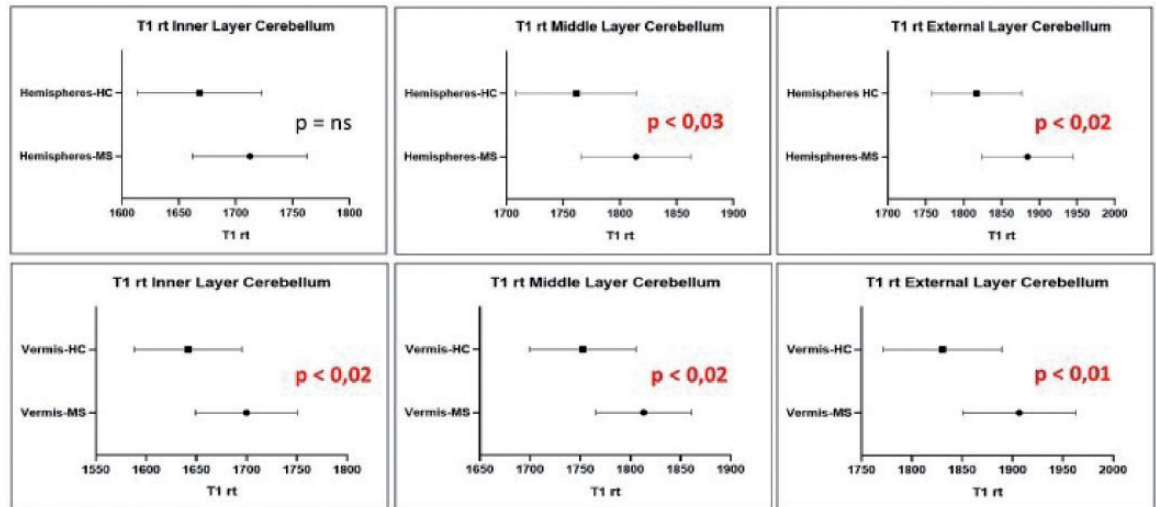 T1 rt Inner Layer Cerebellum
Hemispheres-HC
p = ns
Hemispheres-MS
1600 1650 1700 1750 1800
T1 rt
T1 rt Middle Layer Cerebellum
Hemispheres-HC
p < 0,03
Hemispheres-MS
1700 1750 1800 1850 1900
T1 rt
T1 rt External Layer Cerebellum
Hemispheres HC
p < 0,02
Hemispheres-MS
1700 1750 1800 1850 1900 1950 2000
T1 rt
T1 rt Inner Layer Cerebellum
Vermis-HC
p < 0,02
Vermis-MS
1550 1600 1650 1700 1750 1800
T1 rt
T1 rt Middle Layer Cerebellum
Vermis-HC
p < 0,02
Vermis-MS
1650 1700 1750 1800 1850 1900
T1 rt
T1 rt External Layer Cerebellum
Vermis-HC
p < 0,01
Vermis-MS
1750 1800 1850 1900 1950 2000
T1 rt